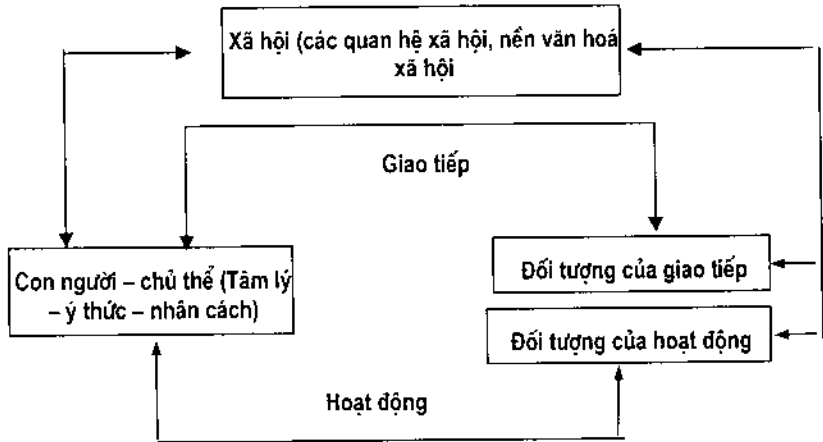 Xã hội (các quan hệ xã hội, nền văn hoá
xã hội
Giao tiếp
Con người – chủ thể (Tâm lý
– ý thức – nhân cách)
Đối tượng của giao tiếp
Đối tượng của hoạt động
Hoạt động